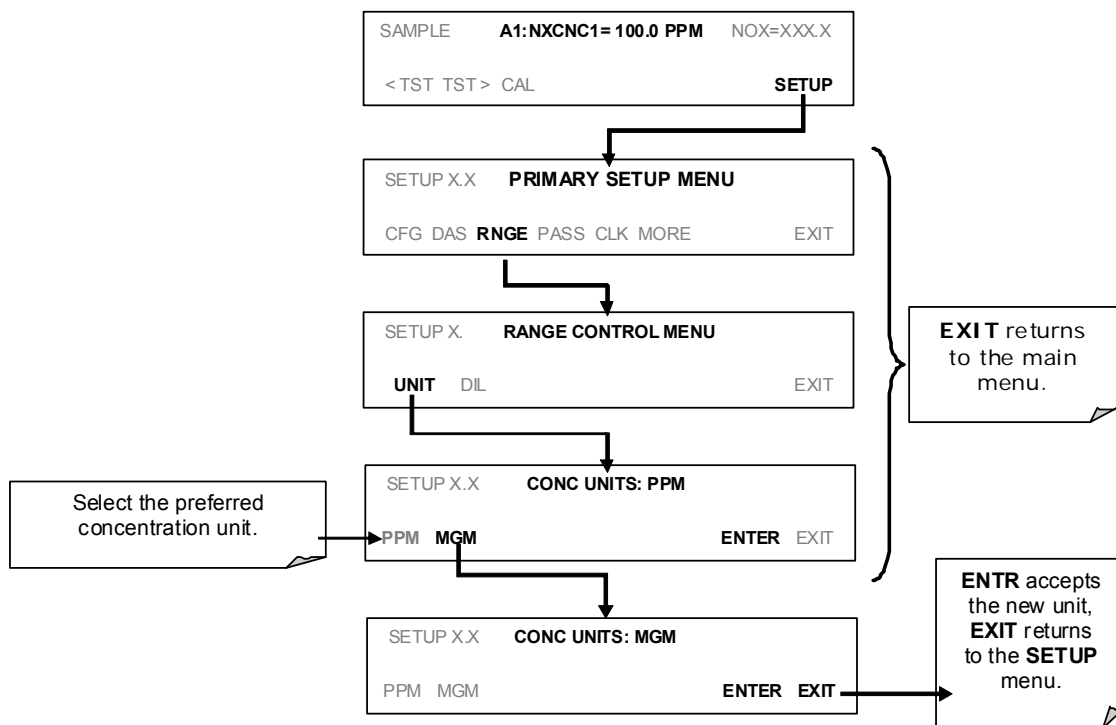 SAMPLE A1:NXCNC1= 100.0 PPM NOX=XXX.X
< TST TST > CAL SETUP
SETUP X.X PRIMARY SETUP MENU
CFG DAS RNGE PASS CLK MORE EXIT
SETUP X. RANGE CONTROL MENU
UNIT DIL EXIT
EXIT returns
to the main
menu.
SETUP X.X CONC UNITS: PPM
PPM MGM ENTER EXIT
Select the preferred
concentration unit.
SETUP X.X CONC UNITS: MGM
PPM MGM ENTER EXIT
ENTR accepts
the new unit,
EXIT returns
to the SETUP
menu.